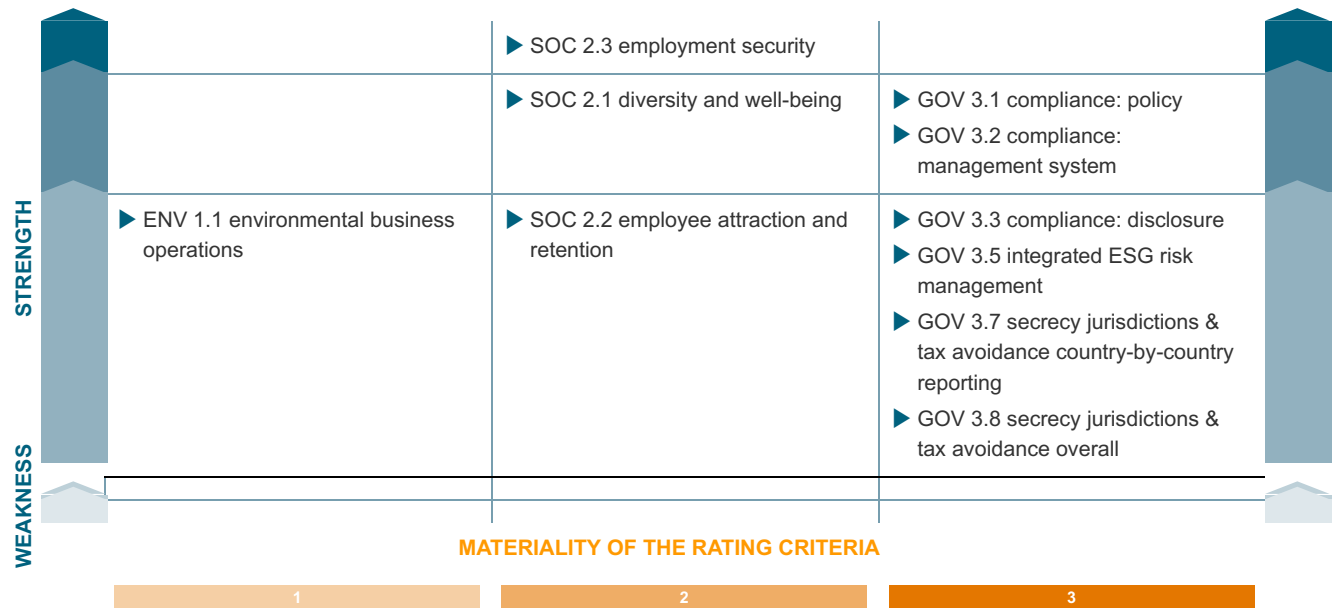 SOC 2.3 employment security
SOC 2.1 diversity and well-being
GOV 3.1 compliance: policy
GOV 3.2 compliance:
management system
STRENGTH
ENV 1.1 environmental business
operations
SOC 2.2 employee attraction and
retention
GOV 3.3 compliance: disclosure
GOV 3.5 integrated ESG risk
management
GOV 3.7 secrecy jurisdictions &
tax avoidance country-by-country
reporting
GOV 3.8 secrecy jurisdictions &
tax avoidance overall
WEAKNESS
MATERIALITY OF THE RATING CRITERIA
1
2
3